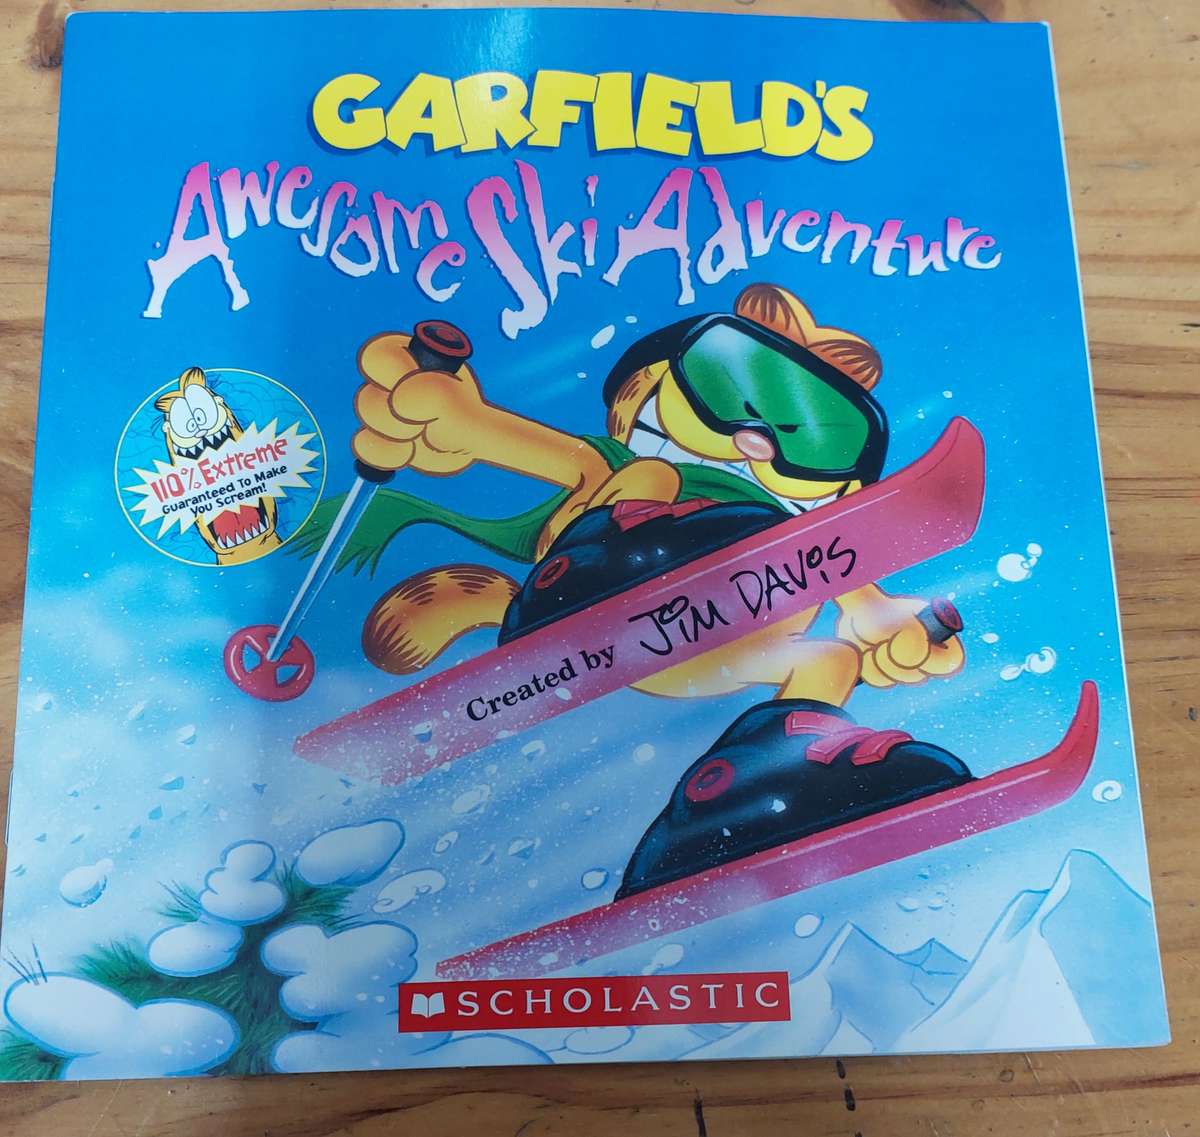 GARFIELD'S
Awesome Ski Adventure
110% Extreme
Guaranteed To Make
You Scream!
Created by JIM DAVIS
SCHOLASTIC